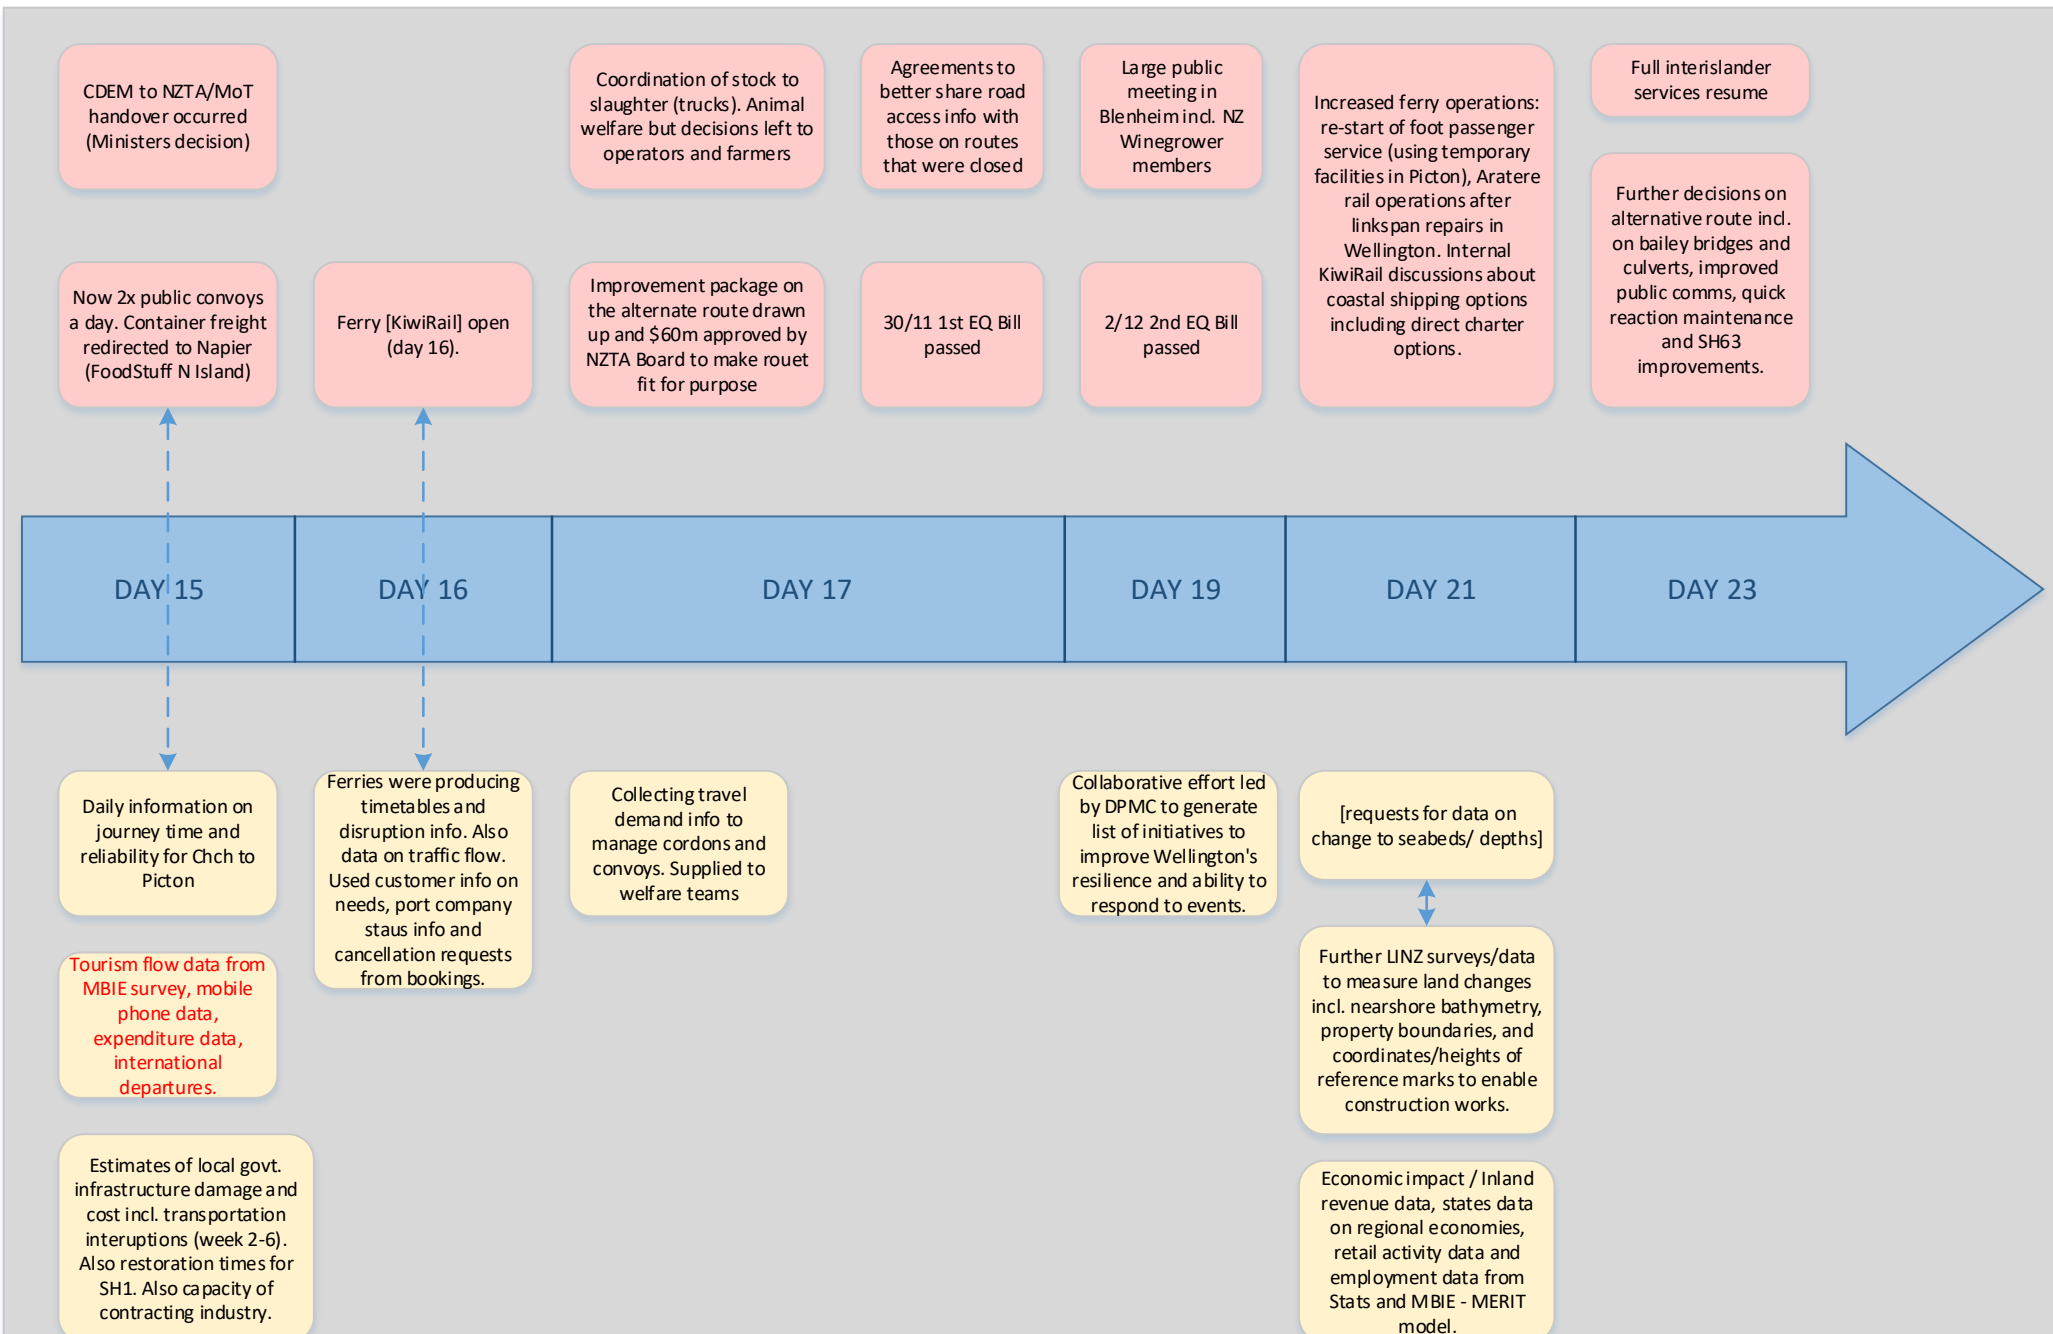 CDEM to NZTA/MoT
handover occurred
(Ministers decision)
Coordination of stock to
slaughter (trucks). Animal
welfare but decisions left to
operators and farmers
Agreements to
better share road
access info with
those on routes
that were closed
Large public
meeting in
Blenheim incl. NZ
Winegrower
members
Increased ferry operations:
re-start of foot passenger
service (using temporary
facilities in Picton), Aratere
rail operations after
linkspan repairs in
Wellington. Internal
KiwiRail discussions about
coastal shipping options
including direct charter
options.
Full interislander
services resume
Further decisions on
alternative route incl.
on bailey bridges and
culverts, improved
public comms, quick
reaction maintenance
and SH63
improvements.
Now 2x public convoys
a day. Container freight
redirected to Napier
(FoodStuff N Island)
Ferry [KiwiRail] open
(day 16).
Improvement package on
the alternate route drawn
up and $60m approved by
NZTA Board to make rouet
fit for purpose
30/11 1st EQ Bill
passed
2/12 2nd EQ Bill
passed
DAY 15
DAY 16
DAY 17
DAY 19
DAY 21
DAY 23
Daily information on
journey time and
reliability for Chch to
Picton
Ferries were producing
timetables and
disruption info. Also
data on traffic flow.
Used customer info on
needs, port company
staus info and
cancellation requests
from bookings.
Collecting travel
demand info to
manage cordons and
convoys. Supplied to
welfare teams
Collaborative effort led
by DPMC to generate
list of initiatives to
improve Wellington's
resilience and ability to
respond to events.
[requests for data on
change to seabeds/ depths]
Tourism flow data from
MBIE survey, mobile
phone data,
expenditure data,
international
departures.
Further LINZ surveys/data
to measure land changes
incl. nearshore bathymetry,
property boundaries, and
coordinates/heights of
reference marks to enable
construction works.
Estimates of local govt.
infrastructure damage and
cost incl. transportation
interuptions (week 2-6).
Also restoration times for
SH1. Also capacity of
contracting industry.
Economic impact / Inland
revenue data, states data
on regional economies,
retail activity data and
employment data from
Stats and MBIE - MERIT
model.